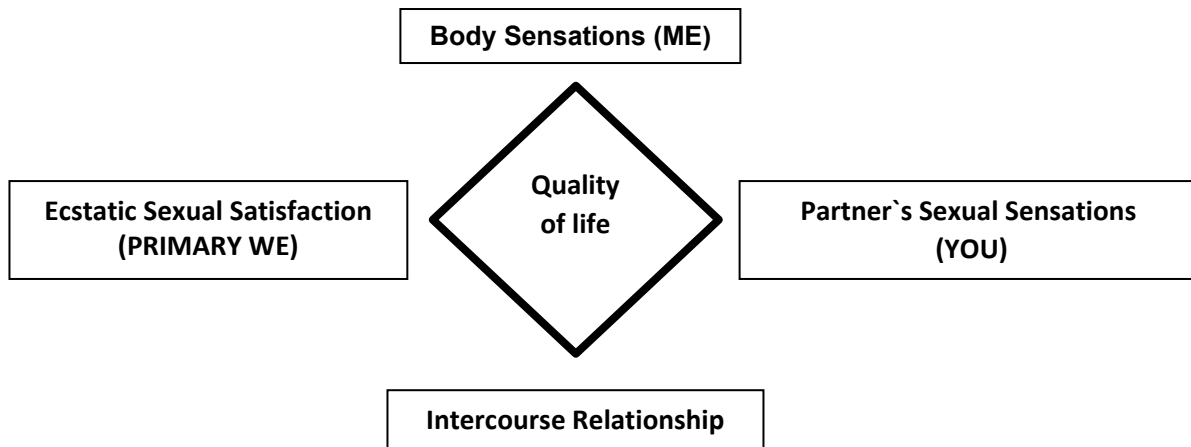 Body Sensations (ME)
Quality
of life
Ecstatic Sexual Satisfaction
(PRIMARY WE)
Partner`s Sexual Sensations
(YOU)
Intercourse Relationship